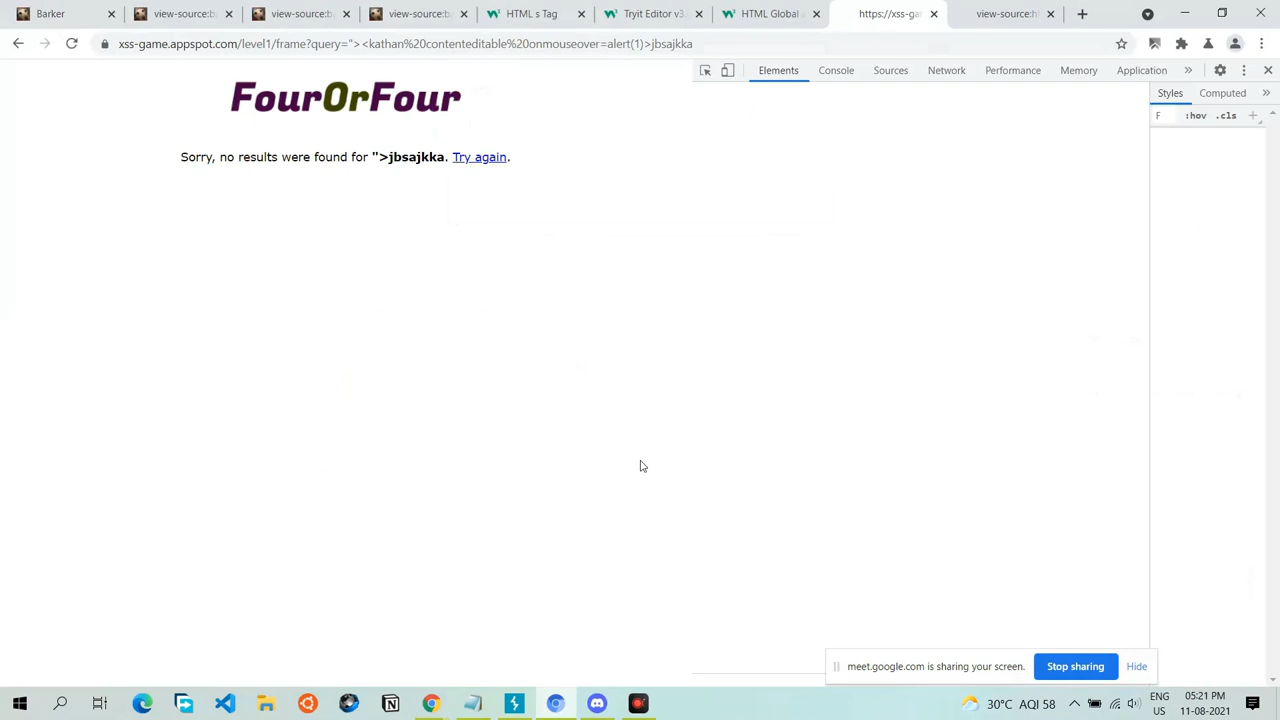 Barker
view-source:ba
view-source:ba
view-source:ba
HTML s Tag
Tryit Editor v3.
HTML Global a
https://xss-ga
view-source:h
xss-game.appspot.com/level1/frame?query="><kathan%20contenteditable%20onmouseover=alert(1)>jbsajkka
Elements
Console
Sources
Network
Performance
Memory
Application
Styles
Computed
F
:hov
.cls
FourOrFour
Sorry, no results were found for ">jbsajkka. Try again.
meet.google.com is sharing your screen.
Stop sharing
Hide
30°C AQI 58
ENG
US
05:21 PM
11-08-2021